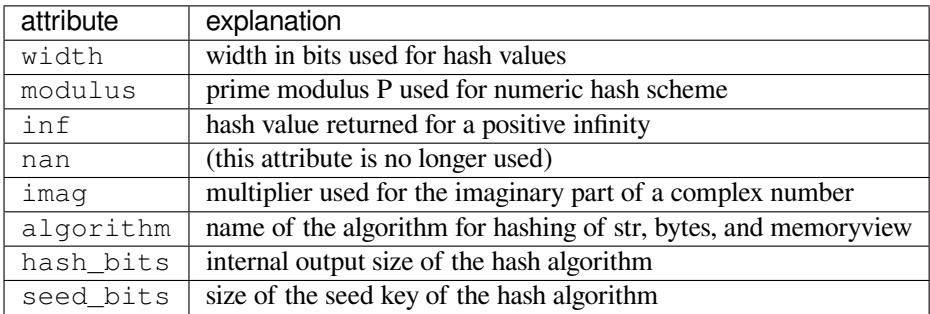 attribute explanation
width width in bits used for hash values
modulus prime modulus P used for numeric hash scheme
inf hash value returned for a positive infinity
nan (this attribute is no longer used)
imag multiplier used for the imaginary part of a complex number
algorithm name of the algorithm for hashing of str, bytes, and memoryview
hash_bits internal output size of the hash algorithm
seed_bits size of the seed key of the hash algorithm